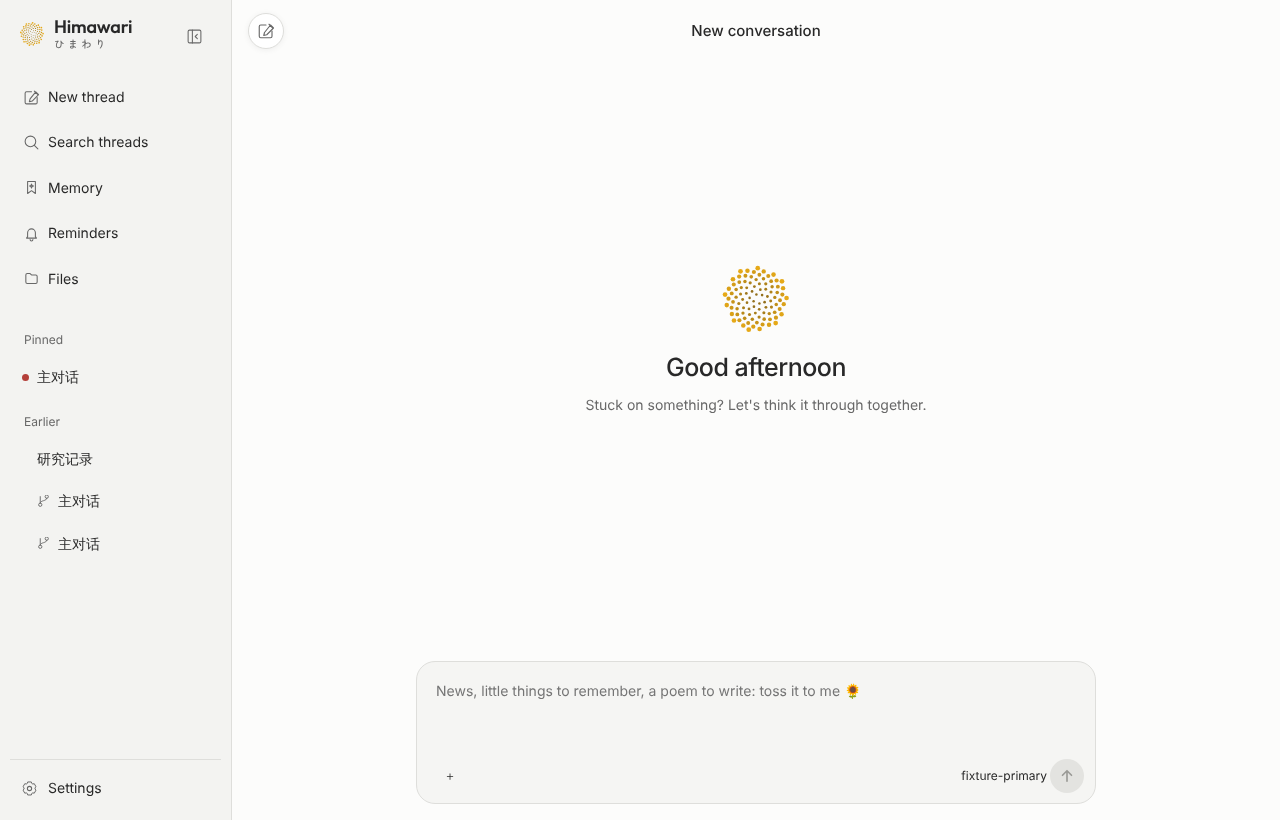 Himawari
ひまわり
New conversation
New thread
Search threads
Memory
Reminders
Files
Pinned
主对话
Earlier
研究记录
主对话
主对话
Settings
Good afternoon
Stuck on something? Let's think it through together.
News, little things to remember, a poem to write: toss it to me 🌻
+
fixture-primary